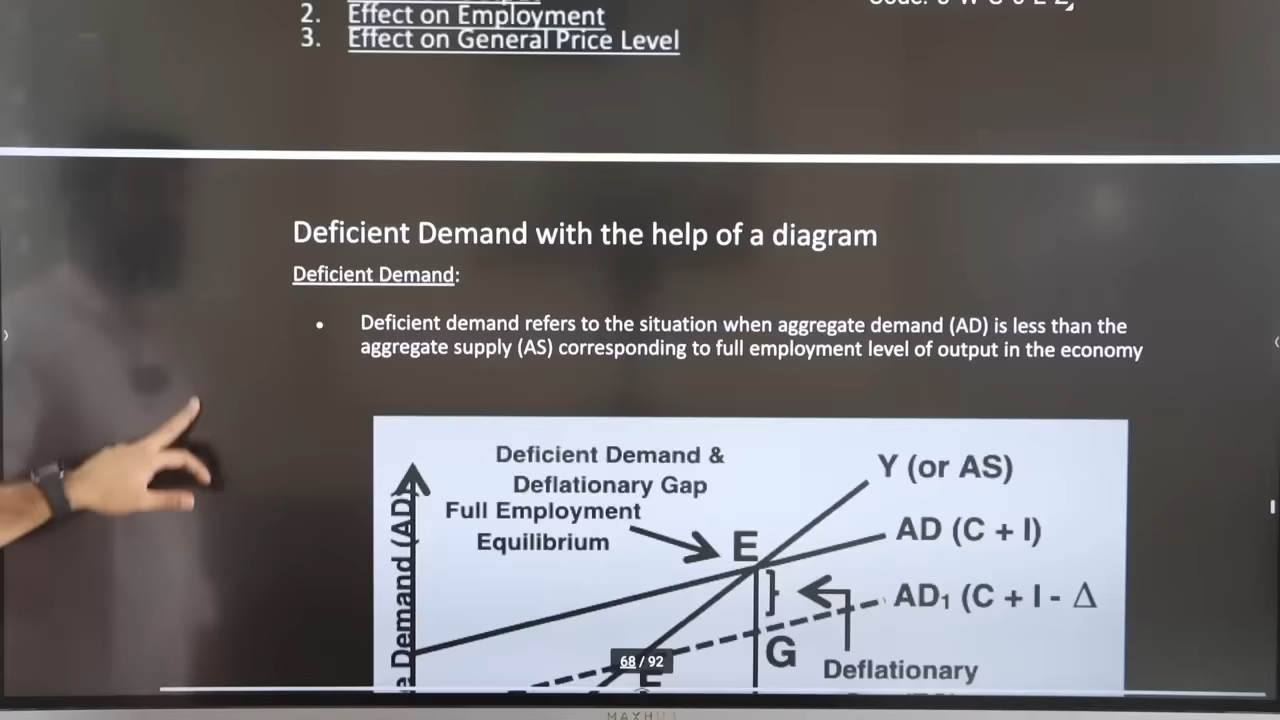 2. Effect on Employment
3. Effect on General Price Level
Deficient Demand with the help of a diagram
Deficient Demand:
• Deficient demand refers to the situation when aggregate demand (AD) is less than the
aggregate supply (AS) corresponding to full employment level of output in the economy
Deficient Demand &
Deflationary Gap
Full Employment
Equilibrium
Y (or AS)
AD (C + I)
E
AD₁ (C + I - Δ
G
Deflationary
e Demand (AD)
68 / 92